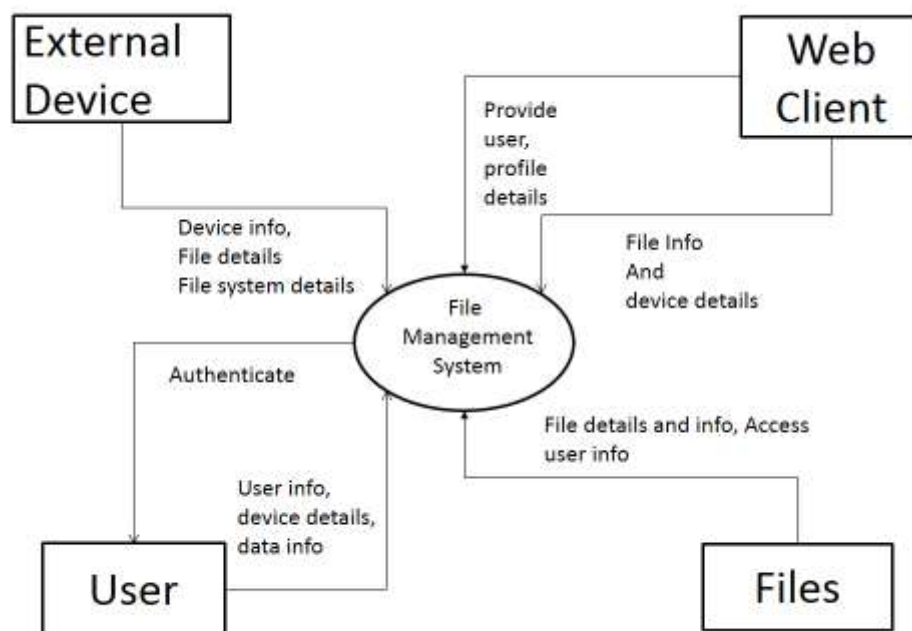 External
Device
Web
Client
Provide
user,
profile
details
Device info,
File details
File system details
File Info
And
device details
File
Management
System
Authenticate
File details and info, Access
user info
User info,
device details,
data info
User
Files